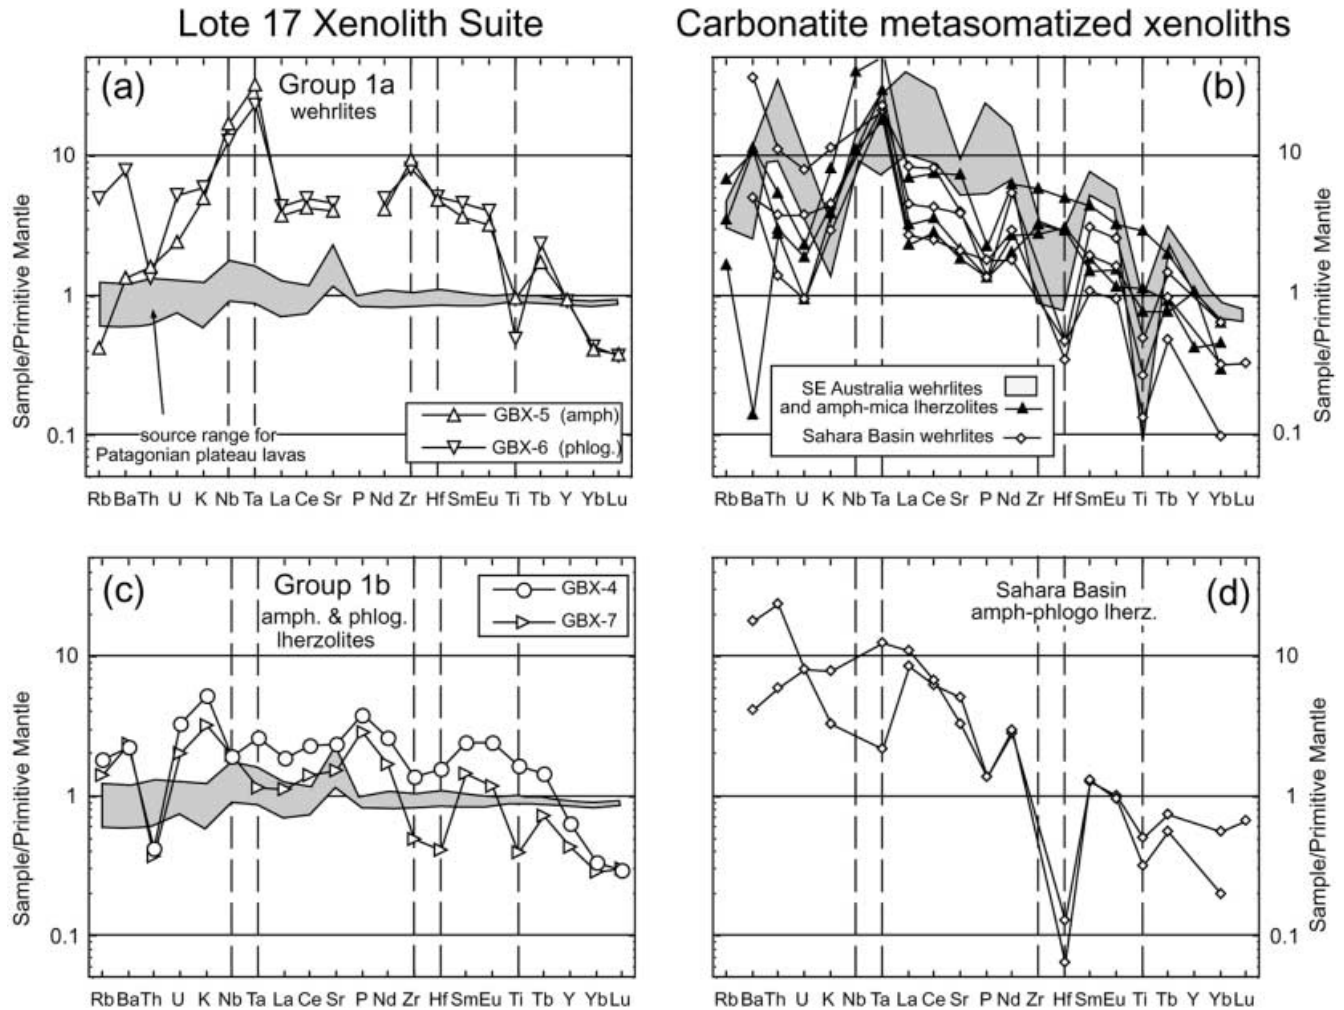 Lote 17 Xenolith Suite
Carbonatite metasomatized xenoliths
(a)
Group 1a
wehrlites
10
1
0.1
Sample/Primitive Mantle
GBX-5 (amph)
GBX-6 (phlog.)
source range for
Patagonian plateau lavas
Rb Ba Th U K Nb Ta La Ce Sr P Nd Zr Hf Sm Eu Ti Tb Y Yb Lu
(b)
10
1
0.1
Sample/Primitive Mantle
SE Australia wehrlites
and amph-mica lherzolites
Sahara Basin wehrlites
Rb Ba Th U K Nb Ta La Ce Sr P Nd Zr Hf Sm Eu Ti Tb Y Yb Lu
(c)
Group 1b
amph. & phlog.
lherzolites
GBX-4
GBX-7
10
1
0.1
Sample/Primitive Mantle
Rb Ba Th U K Nb Ta La Ce Sr P Nd Zr Hf Sm Eu Ti Tb Y Yb Lu
(d)
Sahara Basin
amph-phlogo lherz.
10
1
0.1
Sample/Primitive Mantle
Rb Ba Th U K Nb Ta La Ce Sr P Nd Zr Hf Sm Eu Ti Tb Y Yb Lu